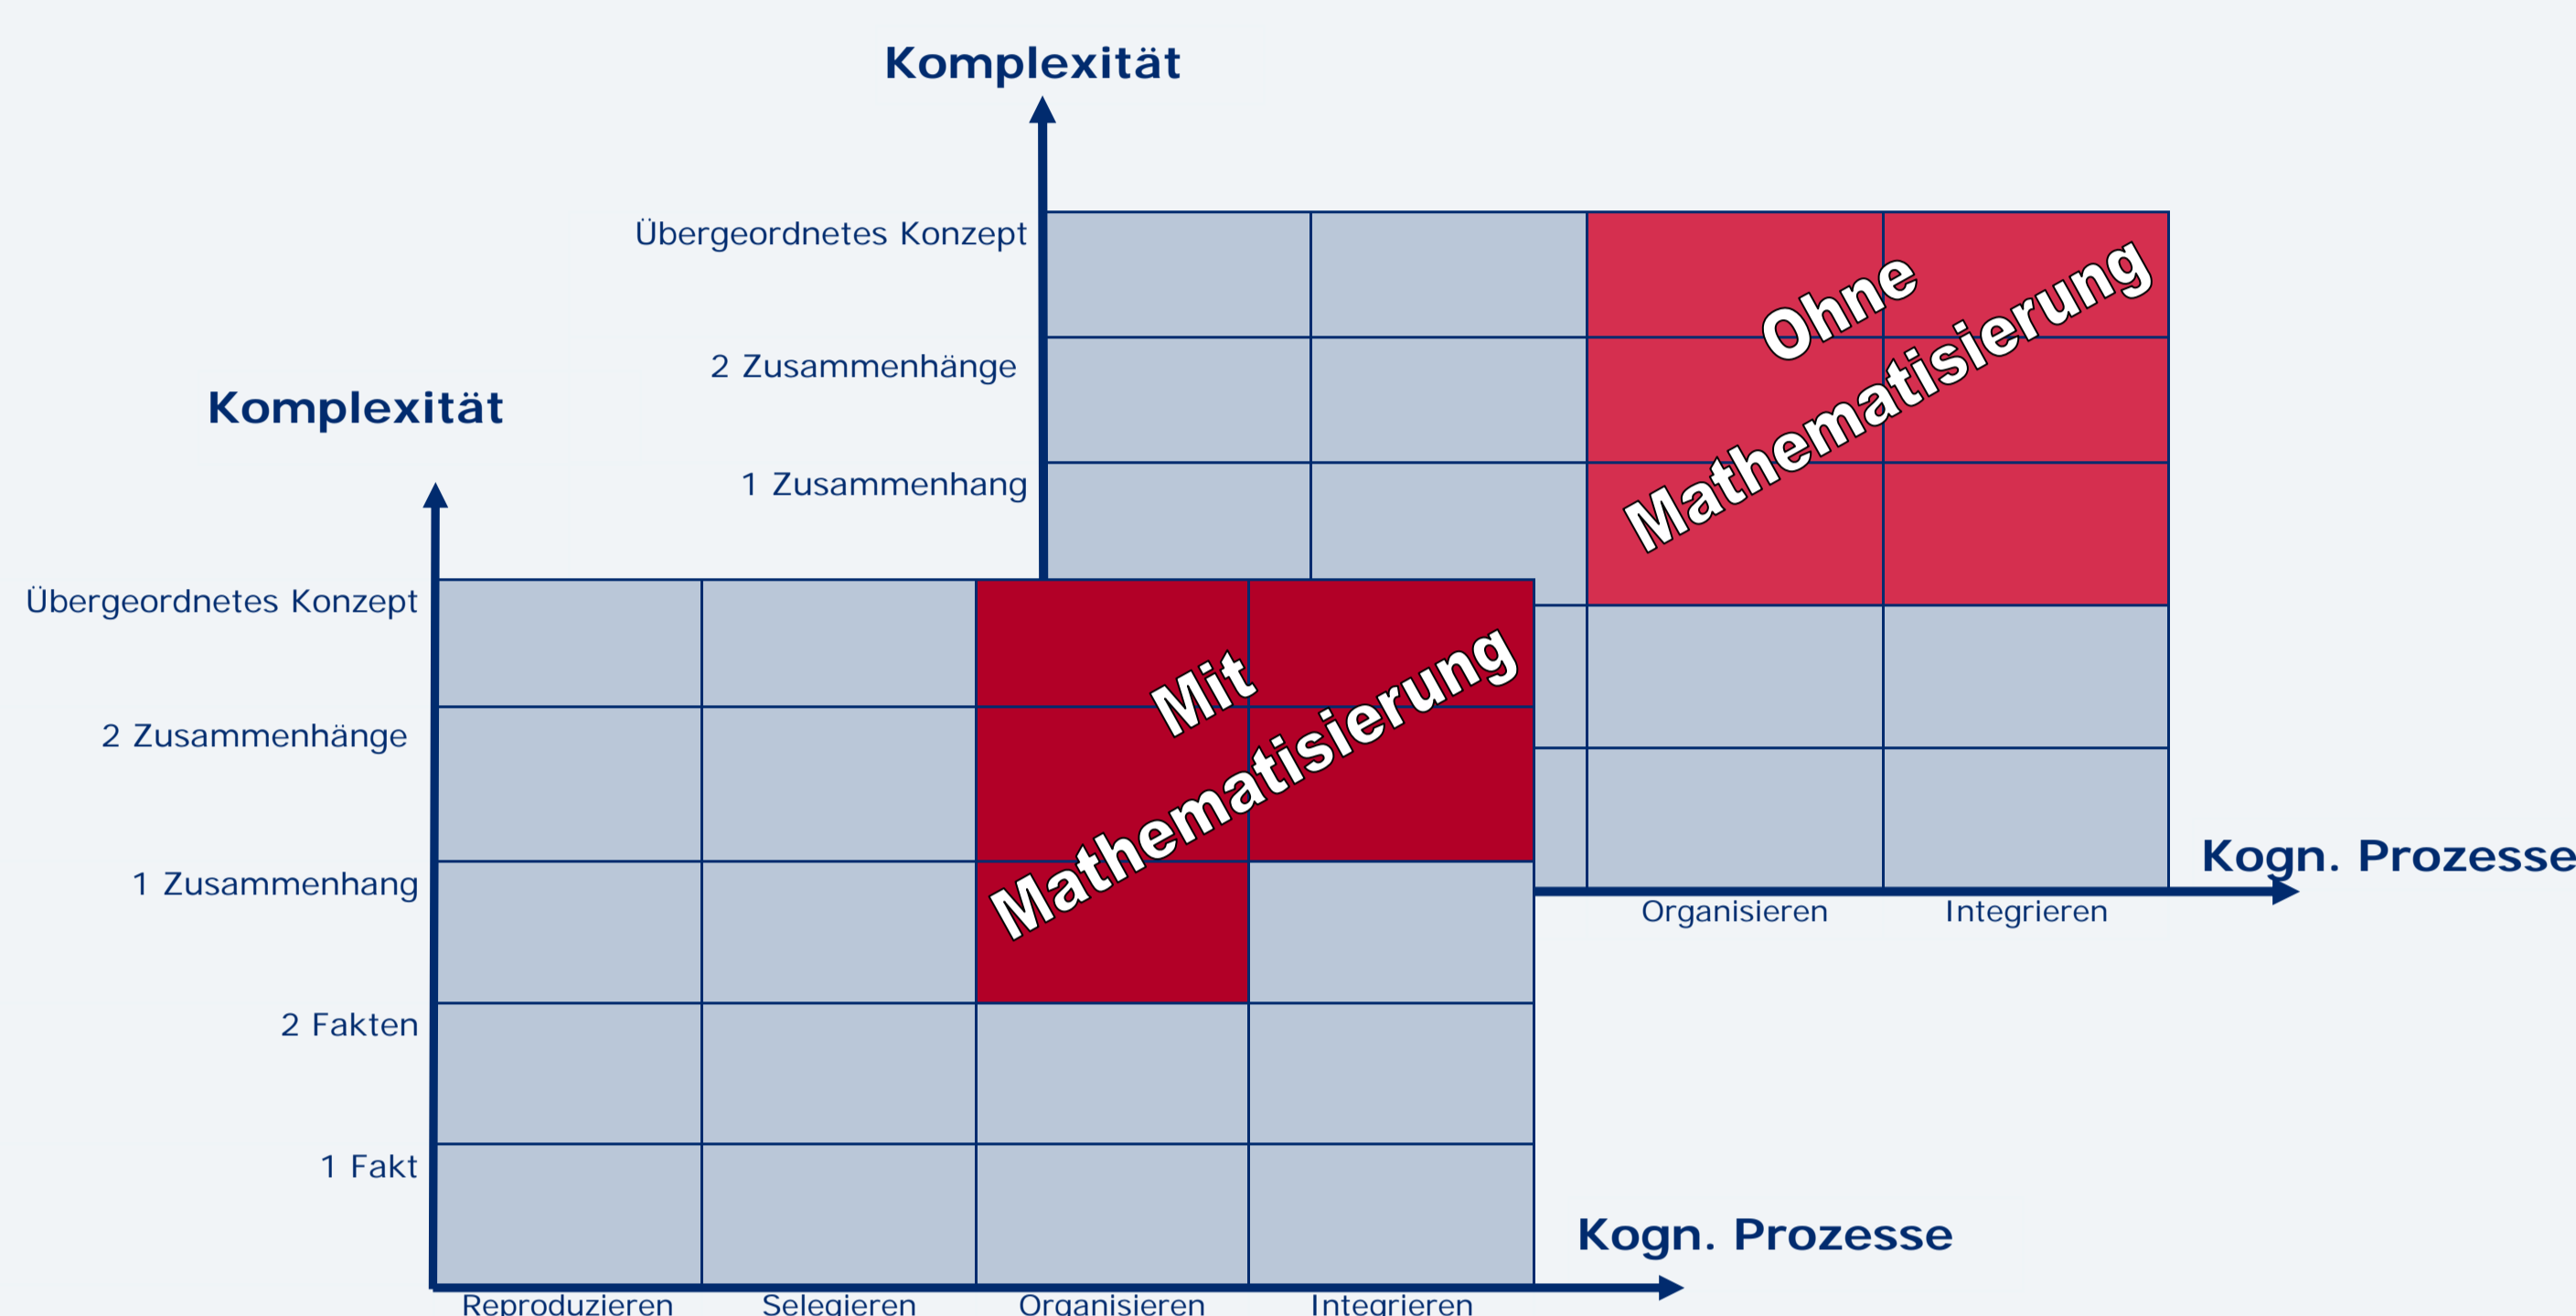 Komplexität
Übergeordnetes Konzept
2 Zusammenhänge
1 Zusammenhang
Ohne
Mathematisierung
Kogn. Prozesse
Organisieren
Integrieren
Komplexität
Übergeordnetes Konzept
2 Zusammenhänge
1 Zusammenhang
2 Fakten
1 Fakt
Mit
Mathematisierung
Kogn. Prozesse
Reproduzieren
Selegieren
Organisieren
Integrieren